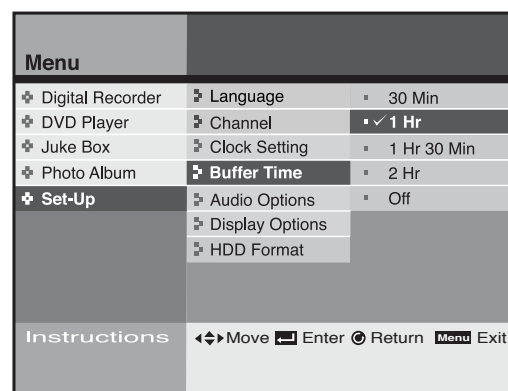 Menu
Digital Recorder
DVD Player
Juke Box
Photo Album
Set-Up
Language
Channel
Clock Setting
Buffer Time
Audio Options
Display Options
HDD Format
30 Min
1 Hr
1 Hr 30 Min
2 Hr
Off
Instructions
Move Enter Return Menu Exit